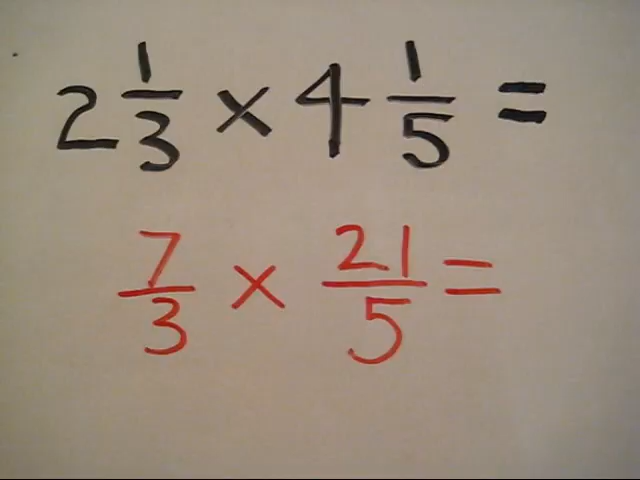 2 1/3 × 4 1/5 =
7/3 × 21/5 =